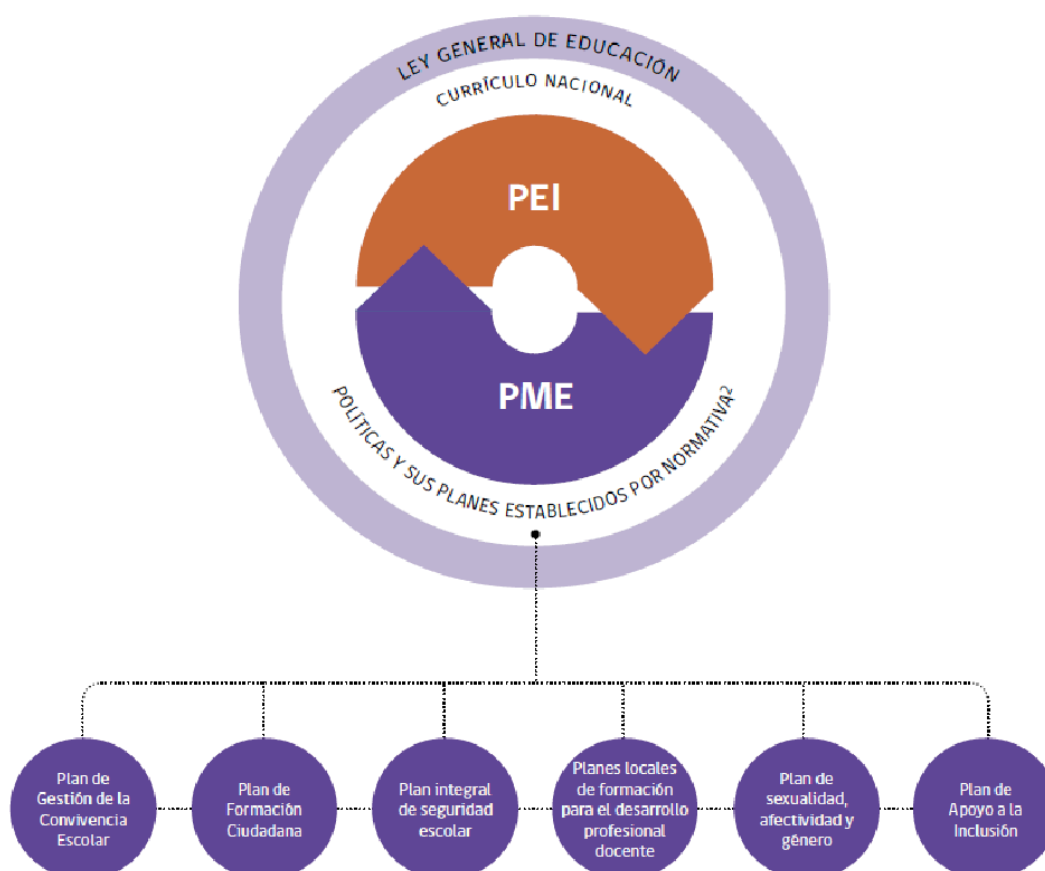 LEY GENERAL DE EDUCACIÓN
CURRÍCULO NACIONAL
PEI
PME
POLÍTICAS Y SUS PLANES ESTABLECIDOS POR NORMATIVA²
Plan de
Gestión de la
Convivencia
Escolar
Plan de
Formación
Ciudadana
Plan integral
de seguridad
escolar
Planes locales
de formación
para el desarrollo
profesional
docente
Plan de
sexualidad,
afectividad y
género
Plan de
Apoyo a la
Inclusión